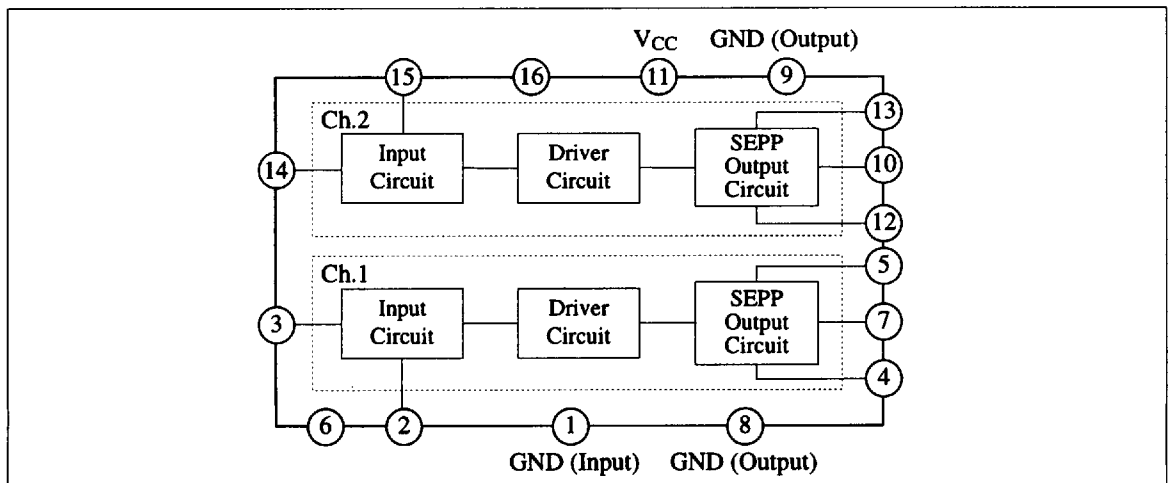 V_CC GND (Output)
15 16 11 9
Ch.2
13
14
Input
Circuit
Driver
Circuit
SEPP
Output
Circuit
10
12
Ch.1
5
3
Input
Circuit
Driver
Circuit
SEPP
Output
Circuit
7
4
6 2 1 8
GND (Input) GND (Output)